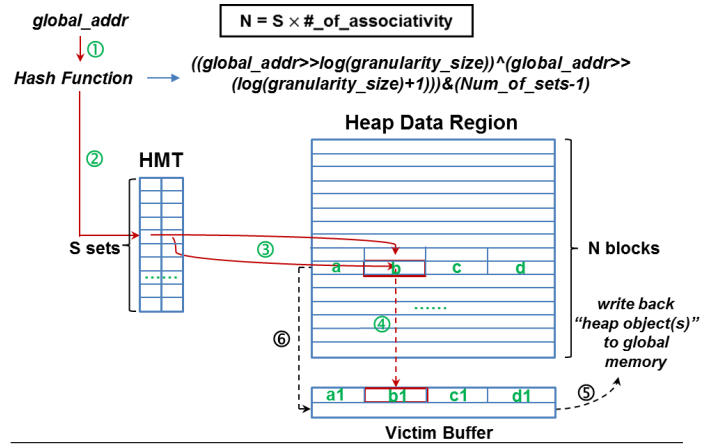 global_addr
N = S × #_of_associativity
①
Hash Function
((global_addr>>log(granularity_size))^(global_addr>>
(log(granularity_size)+1)))&(Num_of_sets-1)
Heap Data Region
②
HMT
S sets
③
N blocks
a b c d
......
......
④
⑥
write back
“heap object(s)”
to global
memory
⑤
a1 b1 c1 d1
Victim Buffer